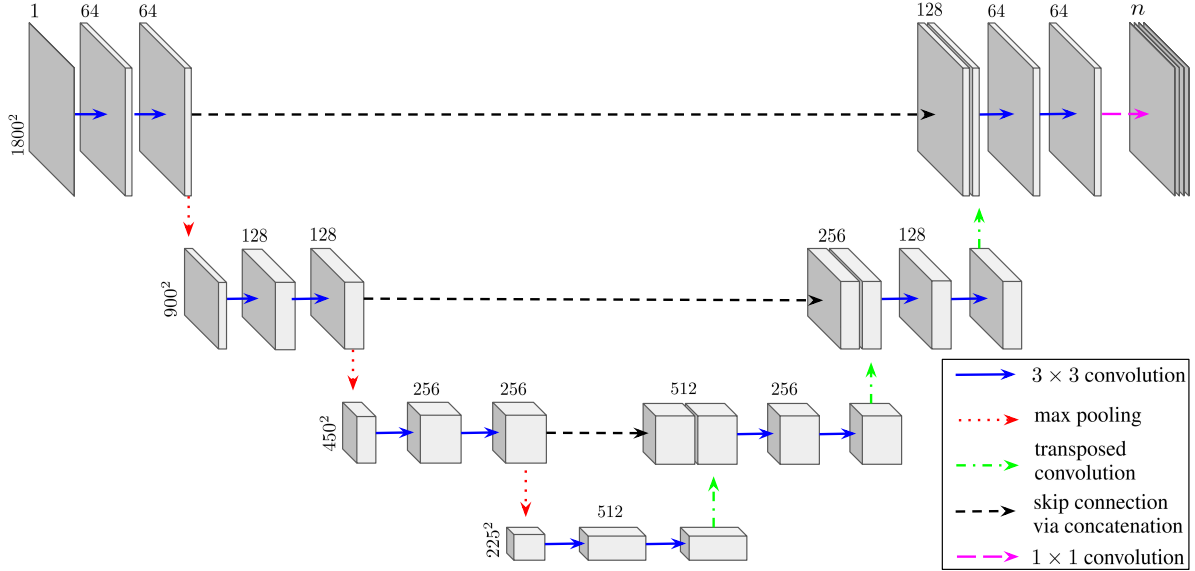 1 64 64 128 64 64 n
1800²
128 128 256 128
900²
256 256 512 256
450²
512
225²
3 × 3 convolution
max pooling
transposed
convolution
skip connection
via concatenation
1 × 1 convolution